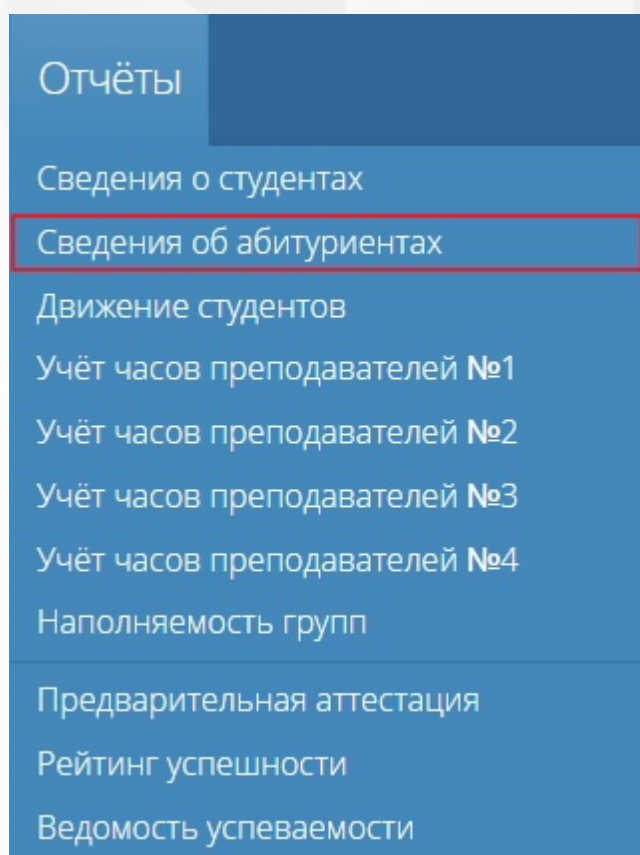 Отчёты
Сведения о студентах
Сведения об абитуриентах
Движение студентов
Учёт часов преподавателей №1
Учёт часов преподавателей №2
Учёт часов преподавателей №3
Учёт часов преподавателей №4
Наполняемость групп
Предварительная аттестация
Рейтинг успешности
Ведомость успеваемости